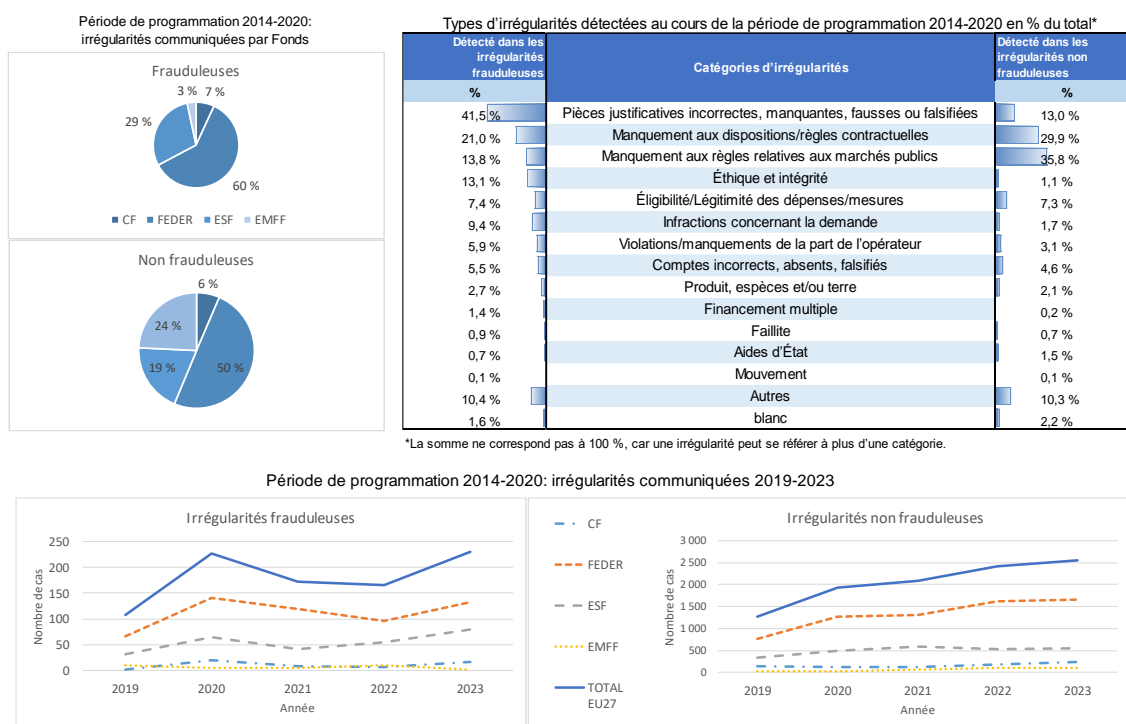 Période de programmation 2014-2020:
irrégularités communiquées par Fonds
Frauduleuses
3 %
7 %
29 %
60 %
CF
FEDER
ESF
EMFF
Non frauduleuses
6 %
24 %
19 %
50 %
Types d'irrégularités détectées au cours de la période de programmation 2014-2020 en % du total*
Détecté dans les
irrégularités
frauduleuses
Catégories d'irrégularités
Détecté dans les
irrégularités non
frauduleuses
%
%
41,5 % Pièces justificatives incorrectes, manquantes, fausses ou falsifiées 13,0 %
21,0 % Manquement aux dispositions/règles contractuelles 29,9 %
13,8 % Manquement aux règles relatives aux marchés publics 35,8 %
13,1 % Éthique et intégrité 1,1 %
7,4 % Éligibilité/Légitimité des dépenses/mesures 7,3 %
9,4 % Infractions concernant la demande 1,7 %
5,9 % Violations/manquements de la part de l'opérateur 3,1 %
5,5 % Comptes incorrects, absents, falsifiés 4,6 %
2,7 % Produit, espèces et/ou terre 2,1 %
1,4 % Financement multiple 0,2 %
0,9 % Faillite 0,7 %
0,7 % Aides d'État 1,5 %
0,1 % Mouvement 0,1 %
10,4 % Autres 10,3 %
1,6 % blanc 2,2 %
*La somme ne correspond pas à 100 %, car une irrégularité peut se référer à plus d'une catégorie.
Période de programmation 2014-2020: irrégularités communiquées 2019-2023
Irrégularités frauduleuses
Nombre de cas
250
200
150
100
50
0
2019 2020 2021 2022 2023
Année
CF
FEDER
ESF
EMFF
TOTAL
EU27
Irrégularités non frauduleuses
Nombre de cas
3 000
2 500
2 000
1 500
1 000
500
0
2019 2020 2021 2022 2023
Année